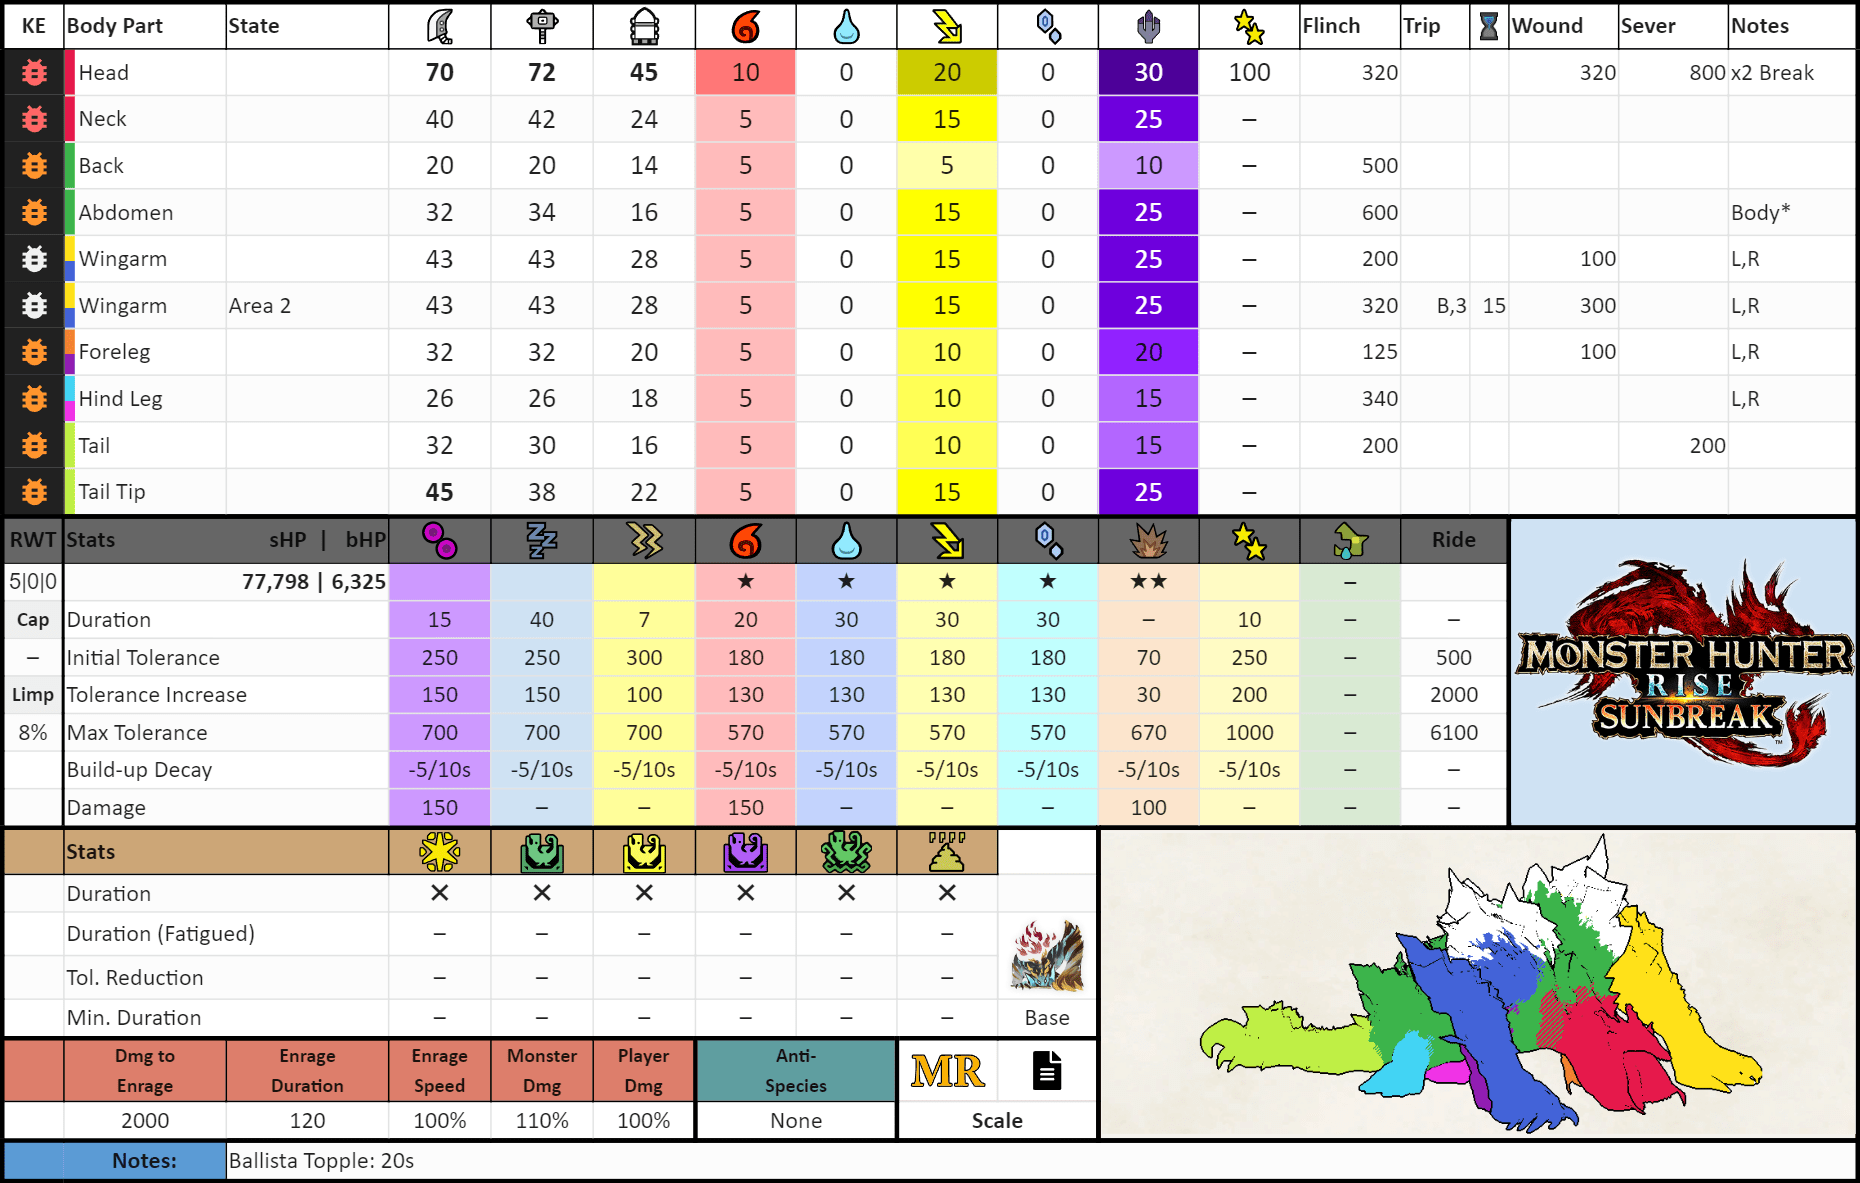 KE Body Part State Flinch Trip Wound Sever Notes
Head 70 72 45 10 0 20 0 30 100 320 320 800 x2 Break
Neck 40 42 24 5 0 15 0 25 –
Back 20 20 14 5 0 5 0 10 – 500
Abdomen 32 34 16 5 0 15 0 25 – 600 Body*
Wingarm 43 43 28 5 0 15 0 25 – 200 100 L,R
Wingarm Area 2 43 43 28 5 0 15 0 25 – 320 B,3 15 300 L,R
Foreleg 32 32 20 5 0 10 0 20 – 125 100 L,R
Hind Leg 26 26 18 5 0 10 0 15 – 340 L,R
Tail 32 30 16 5 0 10 0 15 – 200 200
Tail Tip 45 38 22 5 0 15 0 25 –
RWT Stats sHP | bHP Ride
5|0|0 77,798 | 6,325 ★ ★ ★ ★ ★★ –
Cap Duration 15 40 7 20 30 30 30 – 10 – –
– Initial Tolerance 250 250 300 180 180 180 180 70 250 – 500
Limp Tolerance Increase 150 150 100 130 130 130 130 30 200 – 2000
8% Max Tolerance 700 700 700 570 570 570 570 670 1000 – 6100
Build-up Decay -5/10s -5/10s -5/10s -5/10s -5/10s -5/10s -5/10s -5/10s -5/10s – –
Damage 150 – – 150 – – – 100 – – –
MONSTER HUNTER
RISE
SUNBREAK
™
Stats
Duration ✕ ✕ ✕ ✕ ✕ ✕
Duration (Fatigued) – – – – – –
Tol. Reduction – – – – – –
Min. Duration – – – – – – Base
Dmg to Enrage Enrage Monster Player Anti-
Enrage Duration Speed Dmg Dmg Species MR
2000 120 100% 110% 100% None Scale
Notes: Ballista Topple: 20s